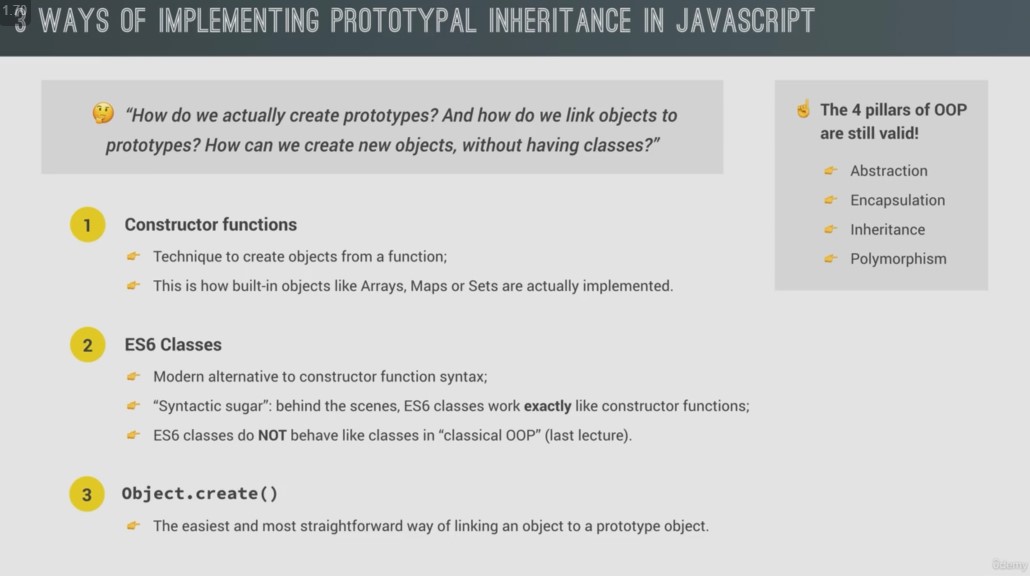 1.70
3 WAYS OF IMPLEMENTING PROTOTYPAL INHERITANCE IN JAVASCRIPT
🤔 “How do we actually create prototypes? And how do we link objects to
prototypes? How can we create new objects, without having classes?”
☝ The 4 pillars of OOP
are still valid!
👉 Abstraction
👉 Encapsulation
👉 Inheritance
👉 Polymorphism
1 Constructor functions
👉 Technique to create objects from a function;
👉 This is how built-in objects like Arrays, Maps or Sets are actually implemented.
2 ES6 Classes
👉 Modern alternative to constructor function syntax;
👉 “Syntactic sugar”: behind the scenes, ES6 classes work exactly like constructor functions;
👉 ES6 classes do NOT behave like classes in “classical OOP” (last lecture).
3 Object.create()
👉 The easiest and most straightforward way of linking an object to a prototype object.
ûdemy